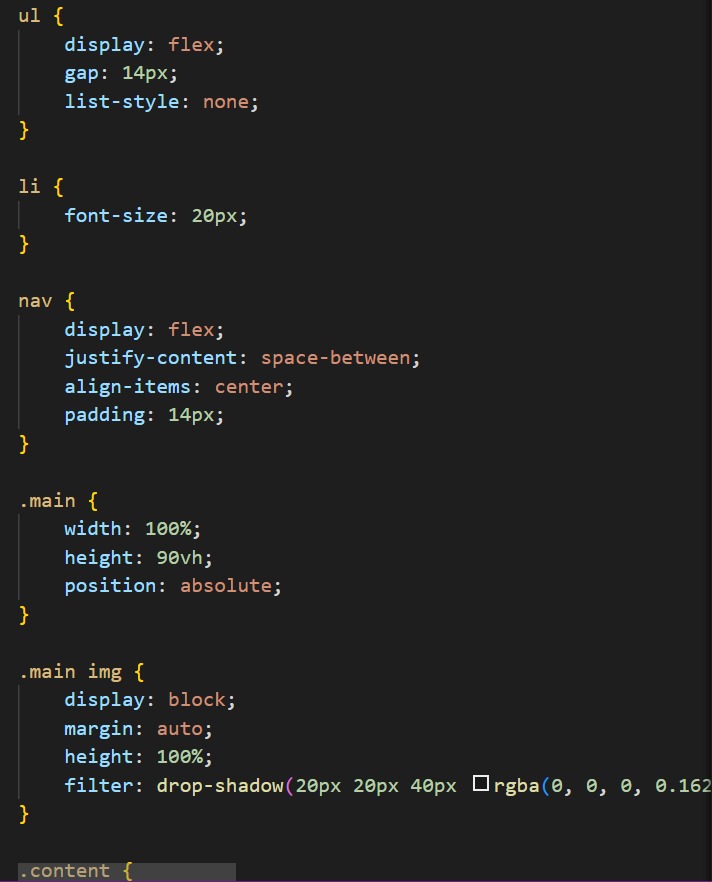 ul {
    display: flex;
    gap: 14px;
    list-style: none;
}
li {
    font-size: 20px;
}
nav {
    display: flex;
    justify-content: space-between;
    align-items: center;
    padding: 14px;
}
.main {
    width: 100%;
    height: 90vh;
    position: absolute;
}
.main img {
    display: block;
    margin: auto;
    height: 100%;
    filter: drop-shadow(20px 20px 40px rgba(0, 0, 0, 0.162
}
.content {